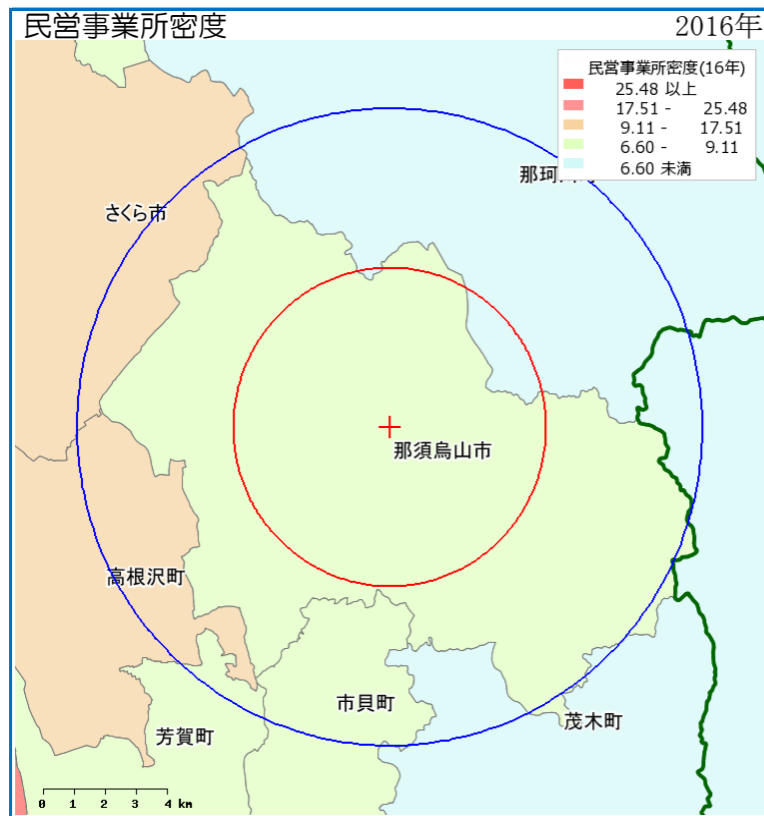 民営事業所密度
2016年
民営事業所密度(16年)
25.48 以上
17.51 - 25.48
9.11 - 17.51
6.60 - 9.11
6.60 未満
那珂
さくら市
那須烏山市
高根沢町
市貝町
茂木町
芳賀町
0 1 2 3 4 km